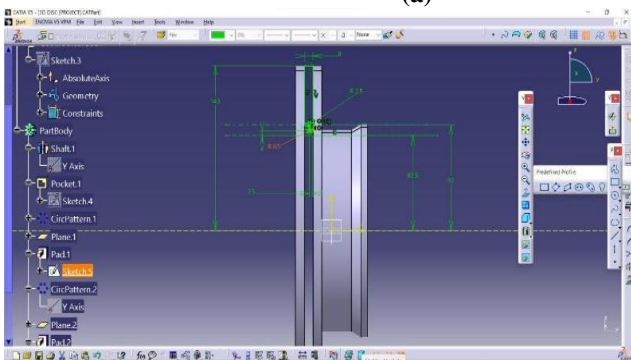 (a)
CATIA V5 - [3D DISC [PROJECT].CATPart]
Start ENOVIA V5 VPM File Edit View Insert Tools Window Help
None
Sketch.3
AbsoluteAxis
Geometry
Constraints
PartBody
Shaft.1
Y Axis
Pocket.1
Sketch.4
CircPattern.1
Plane.1
Pad.1
Sketch.5
CircPattern.2
Y Axis
Plane.2
Pad.2
Predefined Profile